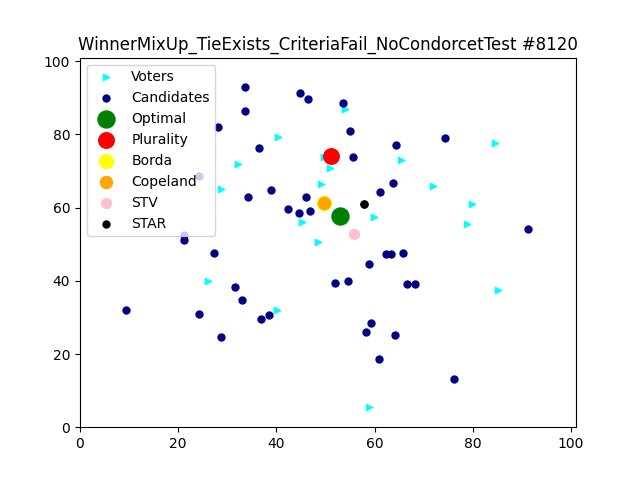 WinnerMixUp_TieExists_CriteriaFail_NoCondorcetTest #8120
100
80
60
40
20
0
Voters
Candidates
Optimal
Plurality
Borda
Copeland
STV
STAR
0 20 40 60 80 100